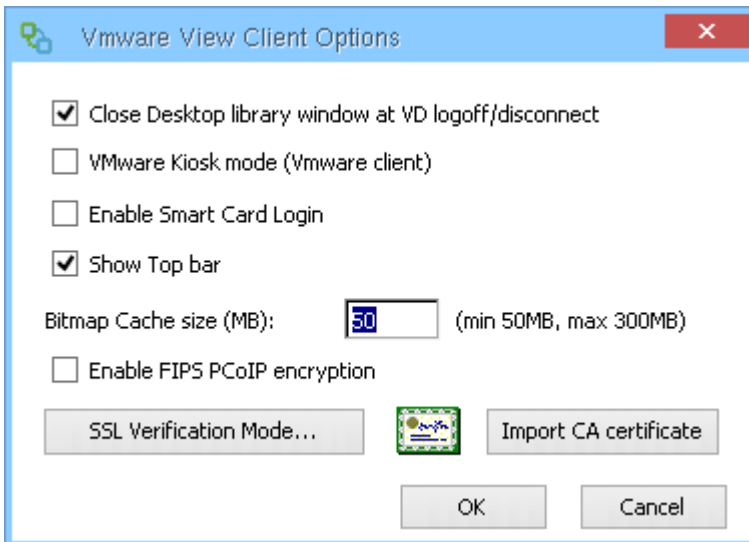 Vmware View Client Options
Close Desktop library window at VD logoff/disconnect
VMware Kiosk mode (Vmware client)
Enable Smart Card Login
Show Top bar
Bitmap Cache size (MB): 50 (min 50MB, max 300MB)
Enable FIPS PCoIP encryption
SSL Verification Mode... Import CA certificate
OK Cancel